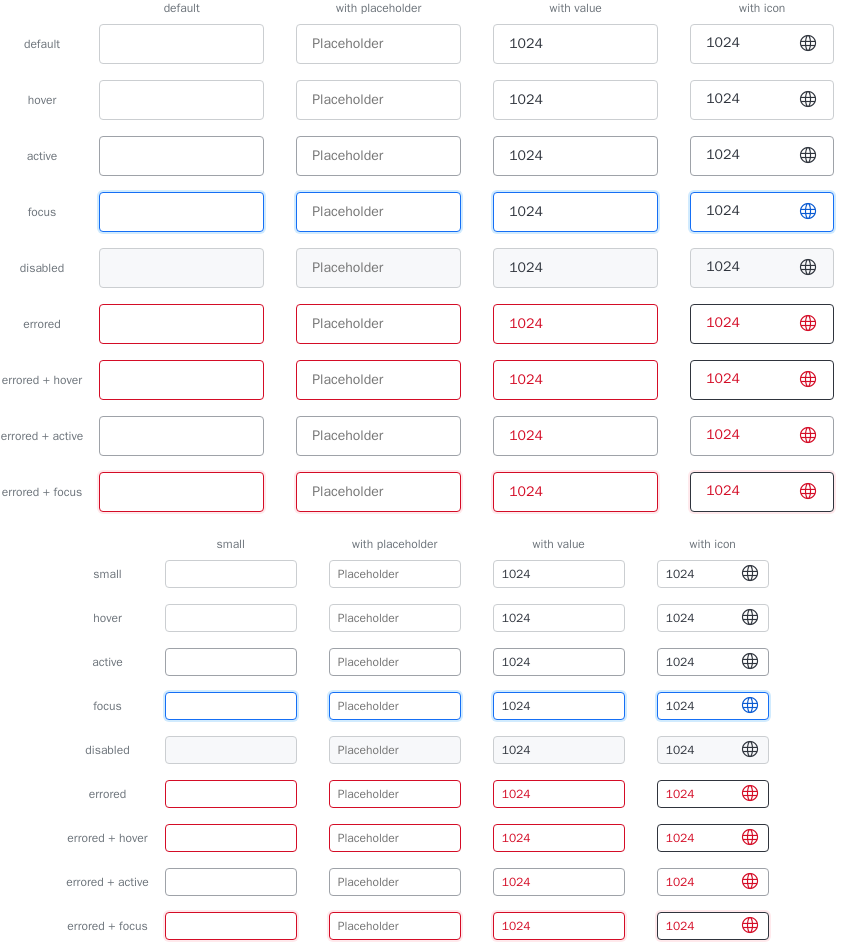 default with placeholder with value with icon
default Placeholder 1024 1024
hover Placeholder 1024 1024
active Placeholder 1024 1024
focus Placeholder 1024 1024
disabled Placeholder 1024 1024
errored Placeholder 1024 1024
errored + hover Placeholder 1024 1024
errored + active Placeholder 1024 1024
errored + focus Placeholder 1024 1024
small with placeholder with value with icon
small Placeholder 1024 1024
hover Placeholder 1024 1024
active Placeholder 1024 1024
focus Placeholder 1024 1024
disabled Placeholder 1024 1024
errored Placeholder 1024 1024
errored + hover Placeholder 1024 1024
errored + active Placeholder 1024 1024
errored + focus Placeholder 1024 1024